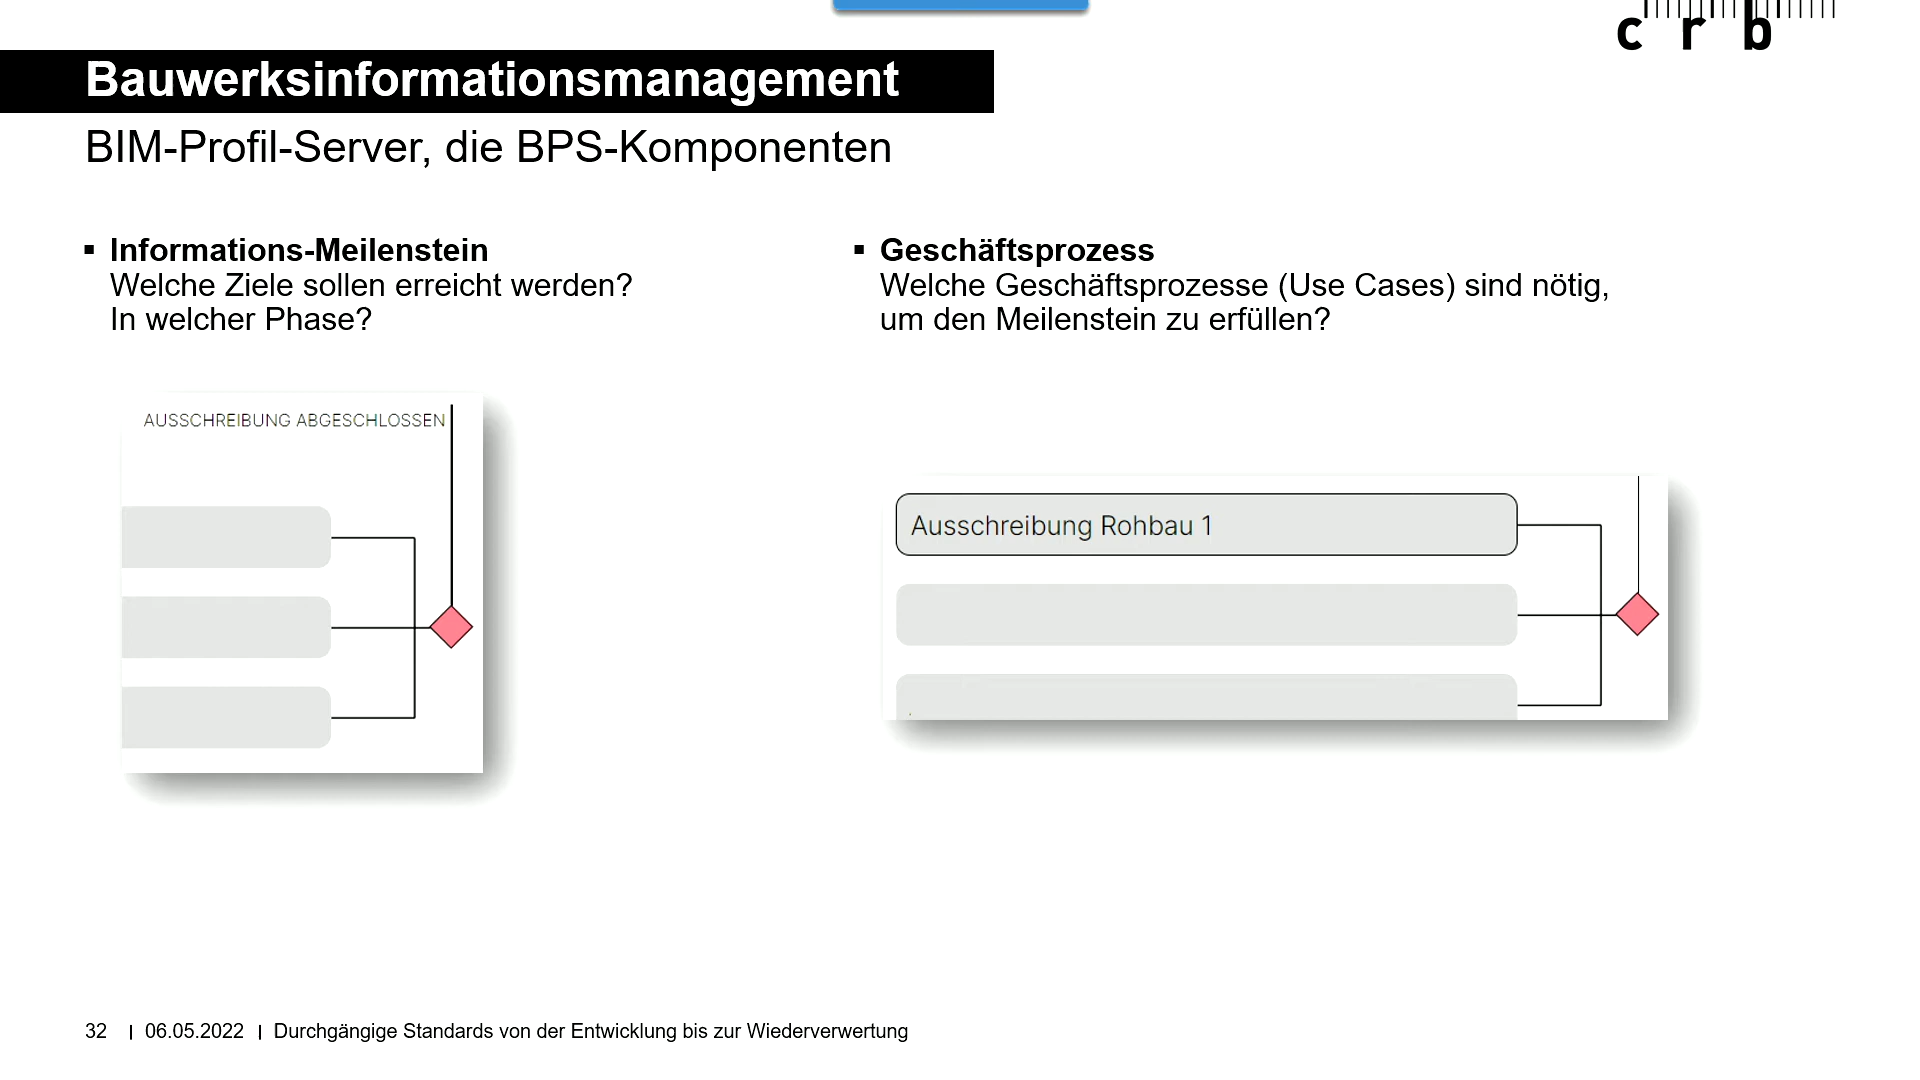 crb
Bauwerksinformationsmanagement
BIM-Profil-Server, die BPS-Komponenten
▪ Informations-Meilenstein
Welche Ziele sollen erreicht werden?
In welcher Phase?
AUSSCHREIBUNG ABGESCHLOSSEN
▪ Geschäftsprozess
Welche Geschäftsprozesse (Use Cases) sind nötig,
um den Meilenstein zu erfüllen?
Ausschreibung Rohbau 1
32 | 06.05.2022 | Durchgängige Standards von der Entwicklung bis zur Wiederverwertung